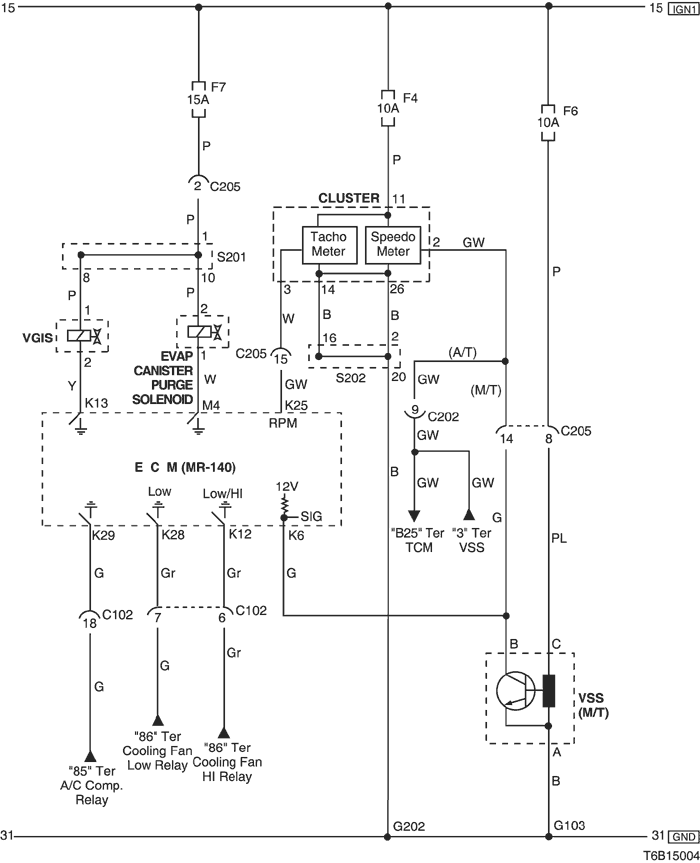 15
15 IGN1
F7
15A
F4
10A
F6
10A
P
P
2 C205
CLUSTER 11
P
1
S201
Tacho
Meter
Speedo
Meter
2 GW
8
10
P
P
P
3
14
26
1
2
W
B
B
VGIS
C205
15
16
2
2
EVAP
CANISTER
PURGE
SOLENOID
1
S202
20
(A/T)
Y
W
GW
GW
(M/T)
K13
M4
K25
9 C202
RPM
GW
14
8
C205
E C M (MR-140)
12V
B
GW
GW
Low
Low/HI
SIG
G
K29
K28
K12
K6
"B25" Ter
TCM
"3" Ter
VSS
PL
G
Gr
Gr
G
18
C102
7
6
C102
B
C
G
G
Gr
VSS
(M/T)
"86" Ter
Cooling Fan
Low Relay
"86" Ter
Cooling Fan
HI Relay
A
"85" Ter
A/C Comp.
Relay
B
31
G202
G103
31 GND
T6B15004